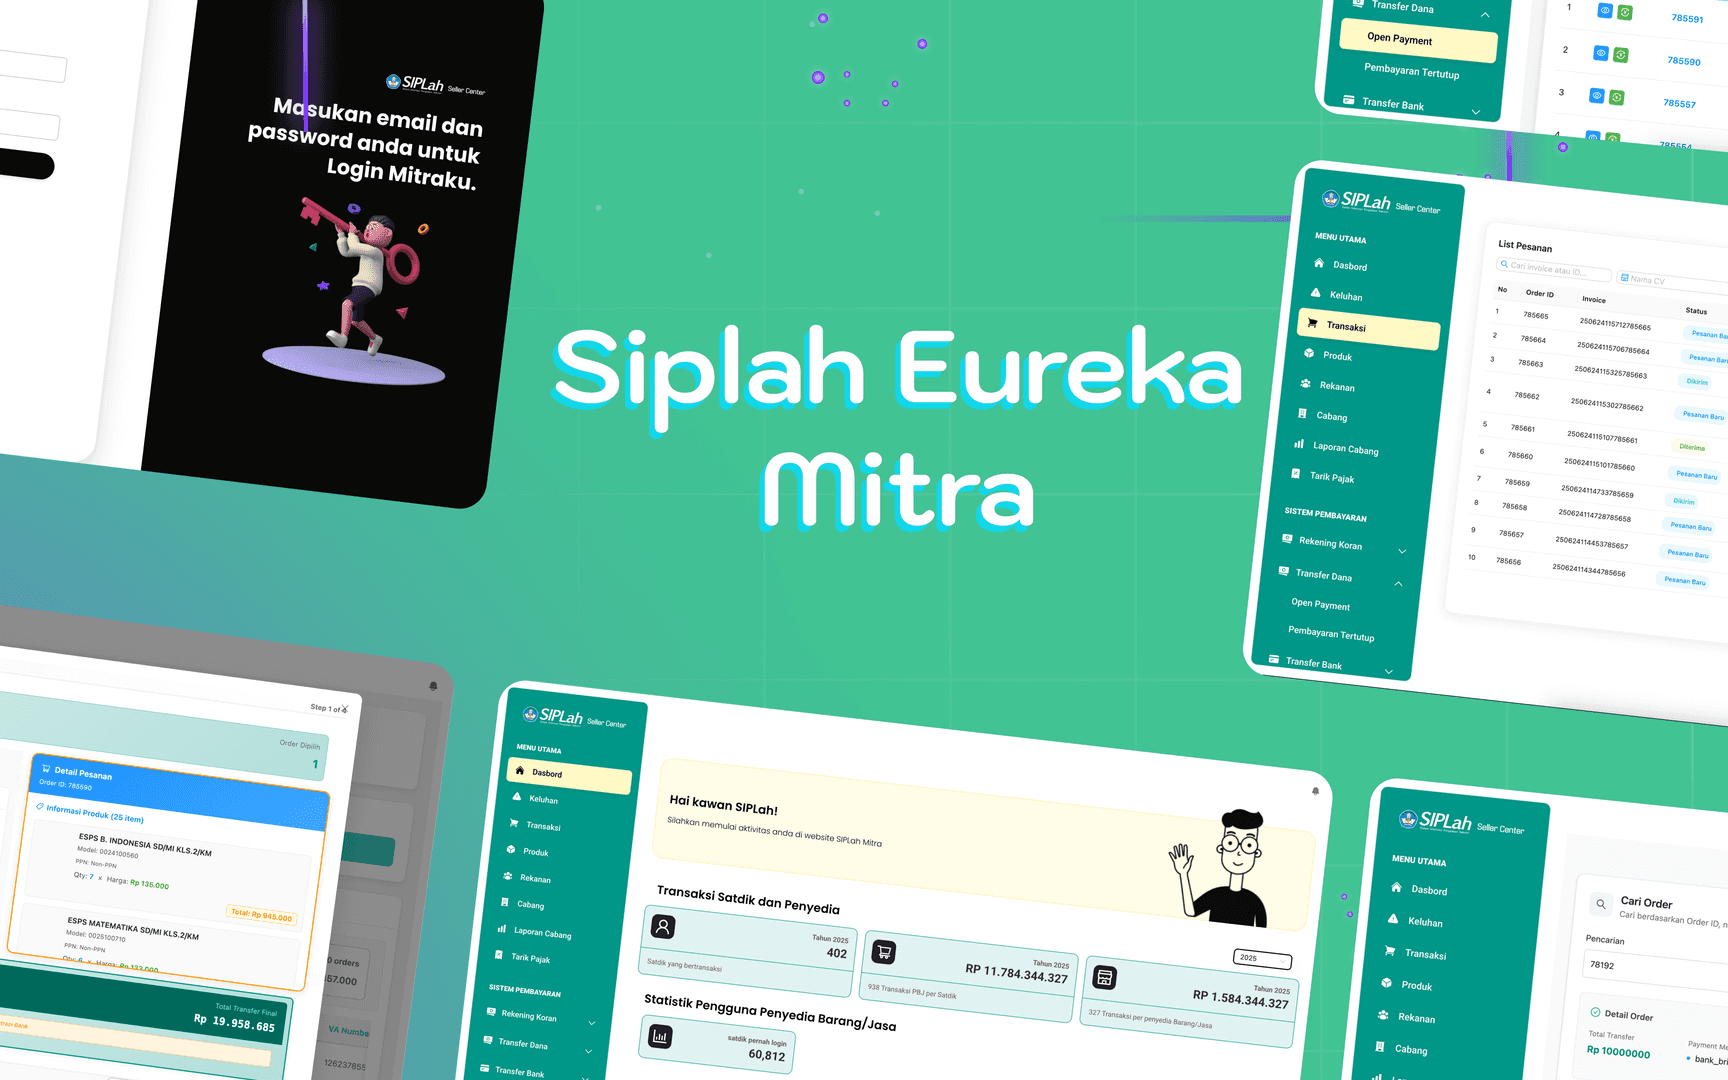 SIPLah Seller Center
Masukan email dan
password anda untuk
Login Mitraku.
Siplah Eureka
Mitra
Transfer Dana
Open Payment
Pembayaran Tertutup
Transfer Bank
1 785591
2 785590
3 785557
4 785554
SIPLah Seller Center
MENU UTAMA
Dasbord
Keluhan
Transaksi
Produk
Rekanan
Cabang
Laporan Cabang
Tarik Pajak
SISTEM PEMBAYARAN
Rekening Koran
Transfer Dana
Open Payment
Pembayaran Tertutup
Transfer Bank
List Pesanan
Cari invoice atau ID...
Nama CV
No Order ID Invoice Status
1 785665 250624115712785665 Pesanan Bar
2 785664 250624115706785664 Pesanan Bar
3 785663 250624115325785663 Dikirim
4 785662 250624115302785662 Pesanan Baru
5 785661 250624115107785661 Diterima
6 785660 250624115101785660 Pesanan Baru
7 785659 250624114733785659 Dikirim
8 785658 250624114728785658 Pesanan Baru
9 785657 250624114453785657 Pesanan Baru
10 785656 250624114344785656 Pesanan Baru
Step 1 of
Order Dipilih
1
Detail Pesanan
Order ID: 785590
Informasi Produk (25 item)
ESPS B. INDONESIA SD/MI KLS.2/KM
Model: 0024100560
PPN: Non-PPN
Qty: 7 × Harga: Rp 135.000
Total: Rp 945.000
ESPS MATEMATIKA SD/MI KLS.2/KM
Model: 0025100710
PPN: Non-PPN
Qty: 6 × Harga: Rp 133.000
Total Transfer Final
Rp 19.958.685
0 orders
57.000
VA Numbe
126237855
SIPLah Seller Center
MENU UTAMA
Dasbord
Keluhan
Transaksi
Produk
Rekanan
Cabang
Laporan Cabang
Tarik Pajak
SISTEM PEMBAYARAN
Rekening Koran
Transfer Dana
Transfer Bank
Hai kawan SIPLah!
Silahkan memulai aktivitas anda di website SIPLah Mitra
Transaksi Satdik dan Penyedia
2025
Tahun 2025
402
Satdik yang bertransaksi
Tahun 2025
RP 11.784.344.327
938 Transaksi PBJ per Satdik
Tahun 2025
RP 1.584.344.327
327 Transaksi per penyedia Barang/Jasa
Statistik Pengguna Penyedia Barang/Jasa
satdik pernah login
60,812
SIPLah Seller Center
MENU UTAMA
Dasbord
Keluhan
Transaksi
Produk
Rekanan
Cabang
Cari Order
Cari berdasarkan Order ID, n
Pencarian
78192
Detail Order
Total Transfer
Rp 10000000
Payment Me
bank_bri